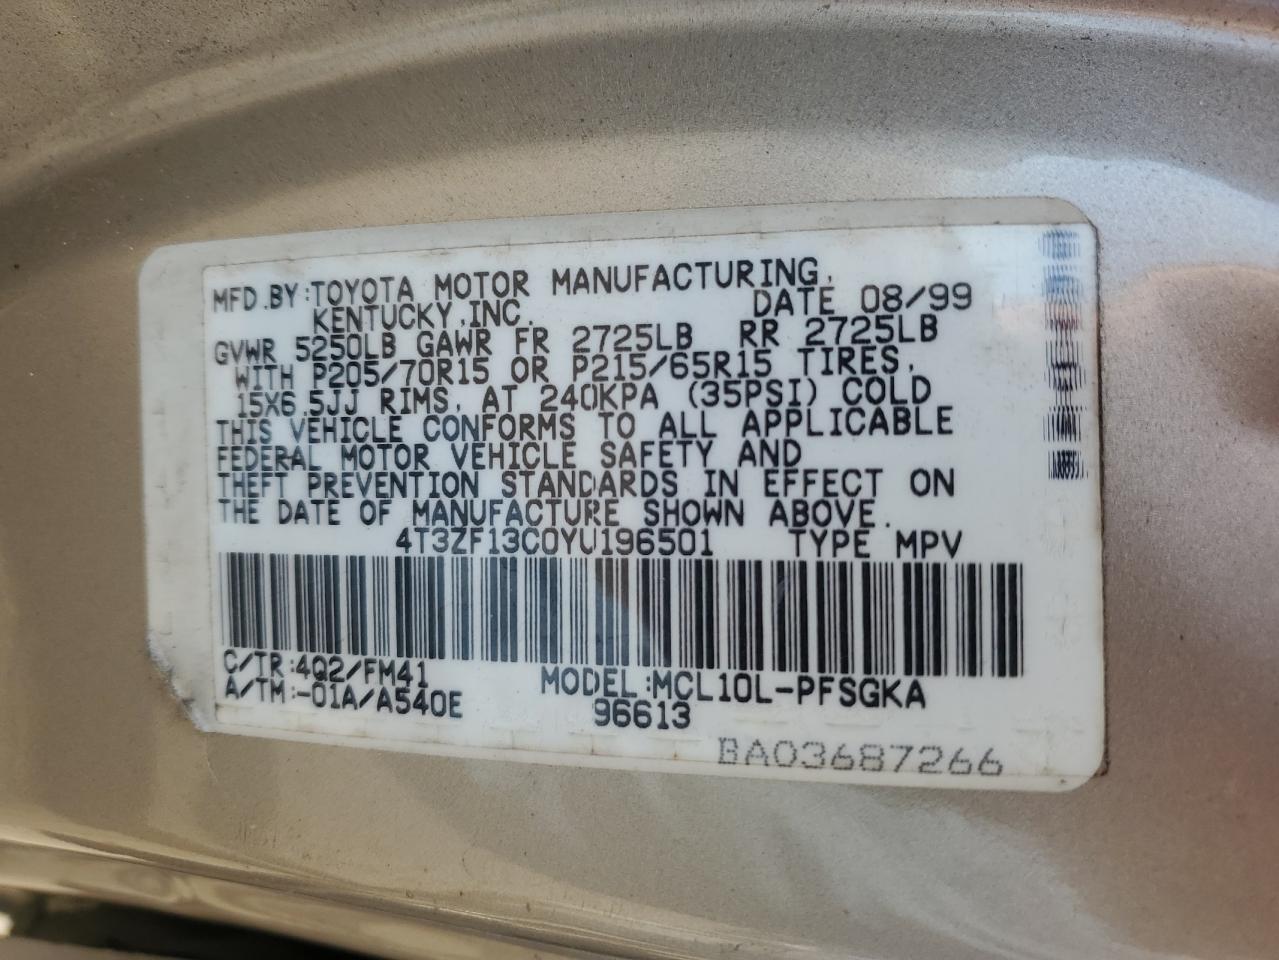 MFD.BY:TOYOTA MOTOR MANUFACTURING,
KENTUCKY,INC. DATE 08/99
GVWR 5250LB GAWR FR 2725LB RR 2725LB
WITH P205/70R15 OR P215/65R15 TIRES,
15X6.5JJ RIMS, AT 240KPA (35PSI) COLD
THIS VEHICLE CONFORMS TO ALL APPLICABLE
FEDERAL MOTOR VEHICLE SAFETY AND
THEFT PREVENTION STANDARDS IN EFFECT ON
THE DATE OF MANUFACTURE SHOWN ABOVE.
4T3ZF13C0YU196501 TYPE MPV
C/TR:4Q2/FM41 MODEL:MCL10L-PFSGKA
A/TM:-01A/A540E 96613
BA03687266